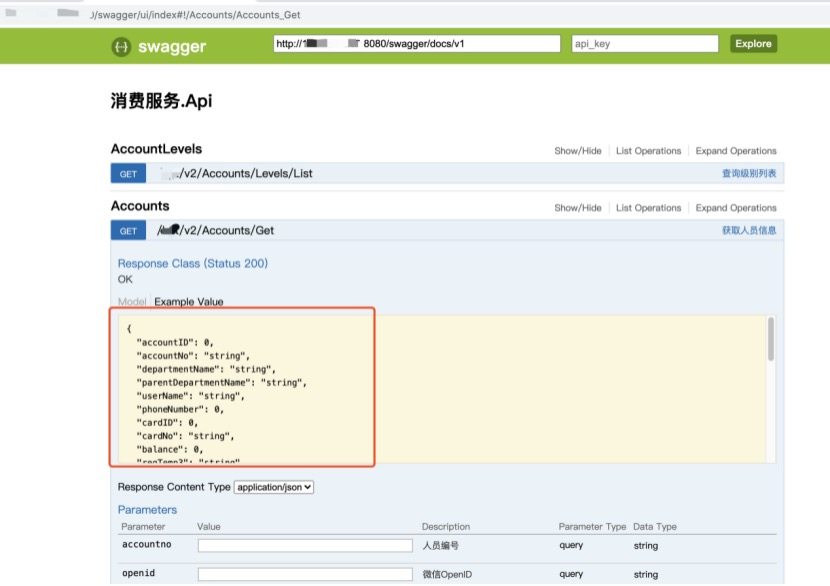 /swagger/ui/index#!/Accounts/Accounts_Get
swagger http://1 8080/swagger/docs/v1 api_key Explore
消费服务.Api
AccountLevels Show/Hide List Operations Expand Operations
GET /v2/Accounts/Levels/List 查询级别列表
Accounts Show/Hide List Operations Expand Operations
GET /v2/Accounts/Get 获取人员信息
Response Class (Status 200)
OK
Model Example Value
{
"accountID": 0,
"accountNo": "string",
"departmentName": "string",
"parentDepartmentName": "string",
"userName": "string",
"phoneNumber": 0,
"cardID": 0,
"cardNo": "string",
"balance": 0,
Response Content Type application/json
Parameters
Parameter Value Description Parameter Type Data Type
accountno 人员编号 query string
openid 微信OpenID query string